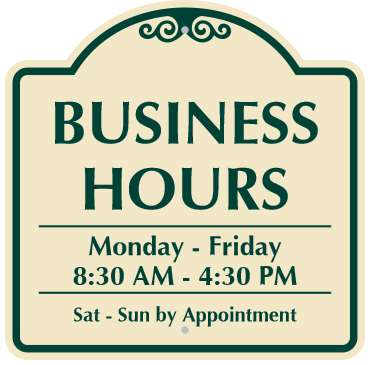 BUSINESS
HOURS
Monday - Friday
8:30 AM - 4:30 PM
Sat - Sun by Appointment